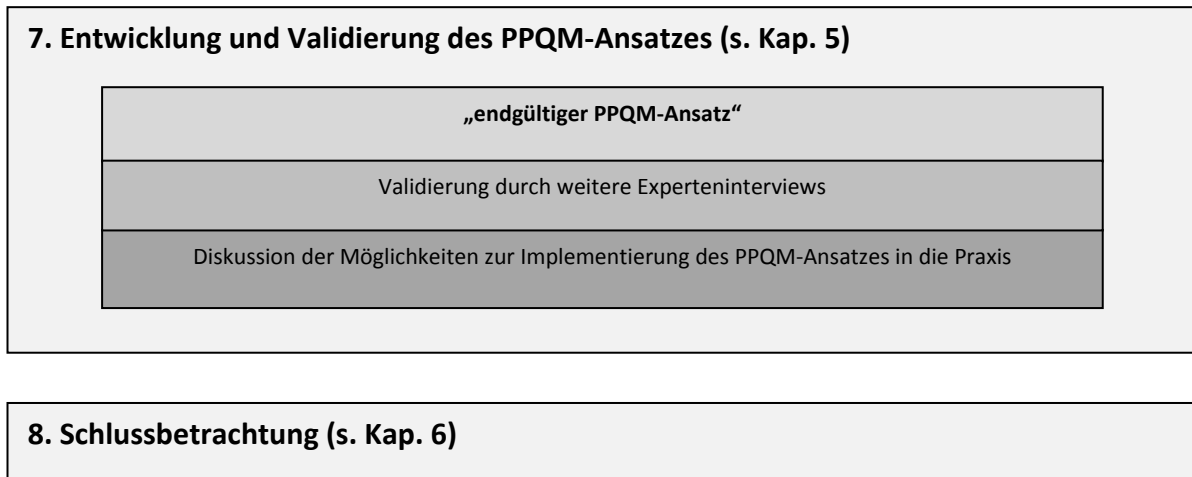 7. Entwicklung und Validierung des PPQM-Ansatzes (s. Kap. 5)
„endgültiger PPQM-Ansatz“
Validierung durch weitere Experteninterviews
Diskussion der Möglichkeiten zur Implementierung des PPQM-Ansatzes in die Praxis
8. Schlussbetrachtung (s. Kap. 6)